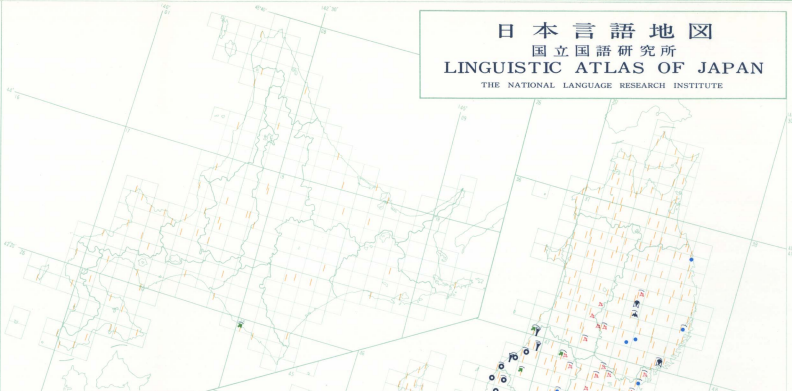 日本言語地図
国立国語研究所
LINGUISTIC ATLAS OF JAPAN
THE NATIONAL LANGUAGE RESEARCH INSTITUTE